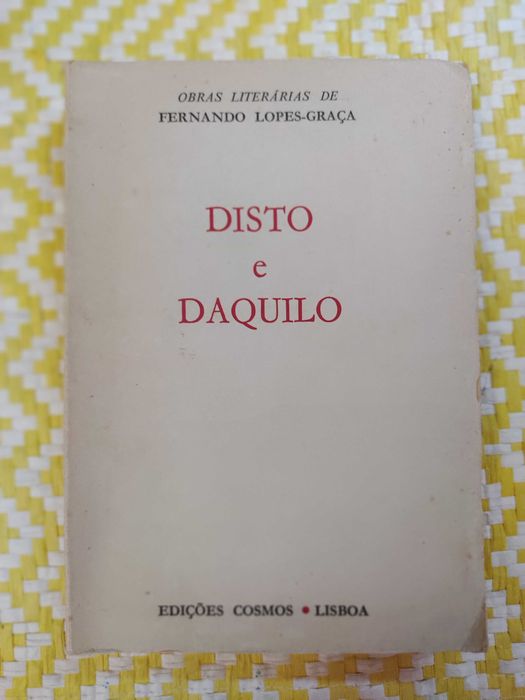 OBRAS LITERÁRIAS DE
FERNANDO LOPES-GRAÇA
DISTO
e
DAQUILO
EDIÇÕES COSMOS • LISBOA